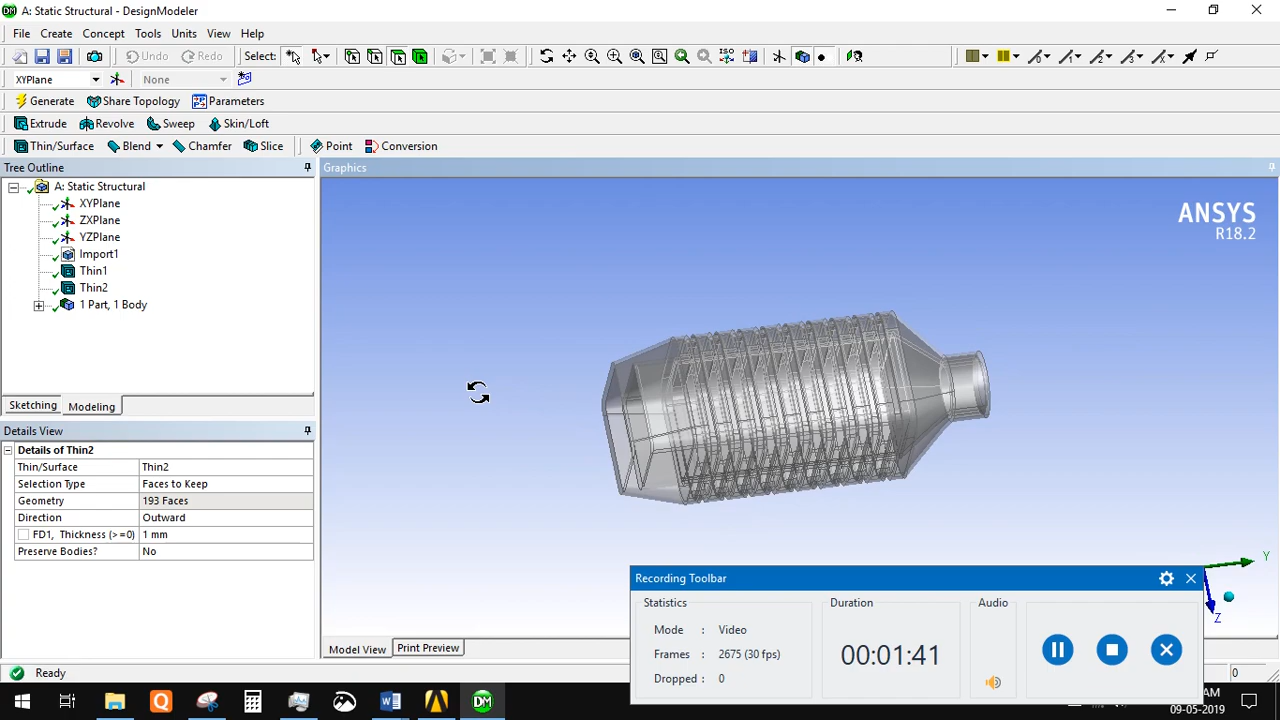 A: Static Structural - DesignModeler
File Create Concept Tools Units View Help
Undo Redo Select:
XYPlane None
Generate Share Topology Parameters
Extrude Revolve Sweep Skin/Loft
Thin/Surface Blend Chamfer Slice Point Conversion
Tree Outline
Graphics
A: Static Structural
XYPlane
ZXPlane
YZPlane
Import1
Thin1
Thin2
1 Part, 1 Body
ANSYS
R18.2
Sketching Modeling
Details View
Details of Thin2
Thin/Surface Thin2
Selection Type Faces to Keep
Geometry 193 Faces
Direction Outward
FD1, Thickness (>=0) 1 mm
Preserve Bodies? No
Y
Z
Recording Toolbar
Statistics
Mode : Video
Frames : 2675 (30 fps)
Dropped : 0
Duration
00:01:41
Audio
Model View Print Preview
Ready
0
AM
09-05-2019